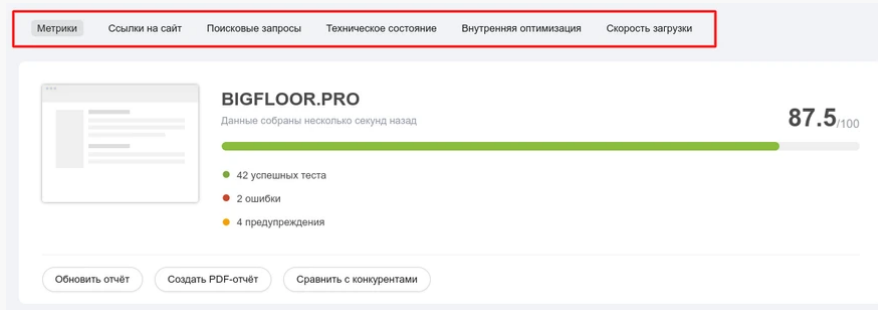 Метрики Ссылки на сайт Поисковые запросы Техническое состояние Внутренняя оптимизация Скорость загрузки
BIGFLOOR.PRO
Данные собраны несколько секунд назад
87.5/100
42 успешных теста
2 ошибки
4 предупреждения
Обновить отчёт Создать PDF-отчёт Сравнить с конкурентами